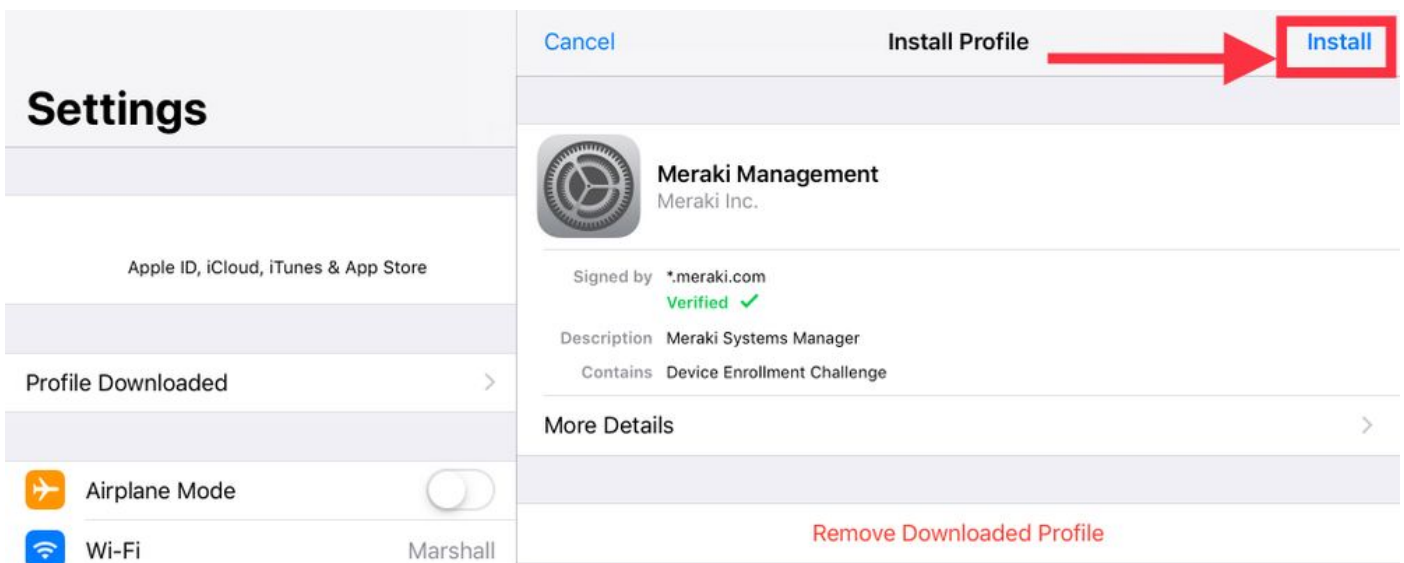 Settings
Apple ID, iCloud, iTunes & App Store
Profile Downloaded
Airplane Mode
Wi-Fi Marshall
Cancel Install Profile Install
Meraki Management
Meraki Inc.
Signed by *.meraki.com
Verified ✓
Description Meraki Systems Manager
Contains Device Enrollment Challenge
More Details
Remove Downloaded Profile